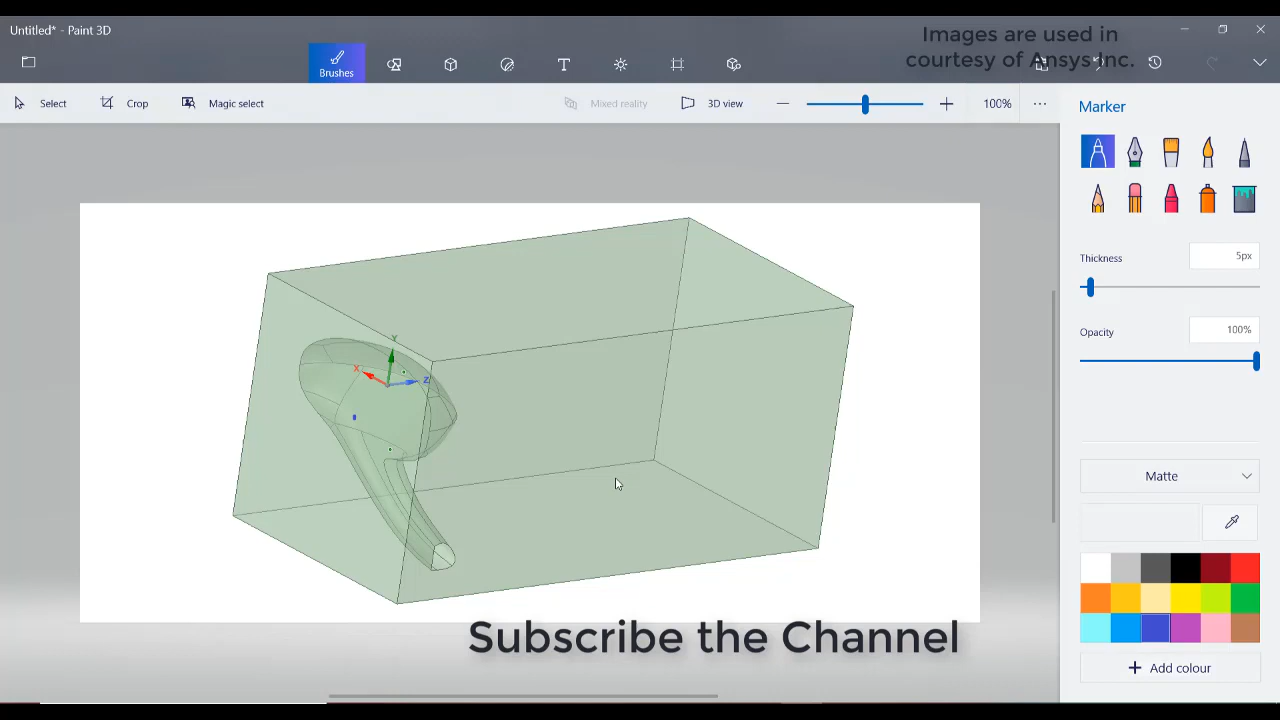 Untitled* - Paint 3D
Images are used in
courtesy of Ansys Inc.
Brushes
Select
Crop
Magic select
Mixed reality
3D view
100%
Marker
Thickness
5px
Opacity
100%
Matte
Add colour
Y
X
Z
Subscribe the Channel